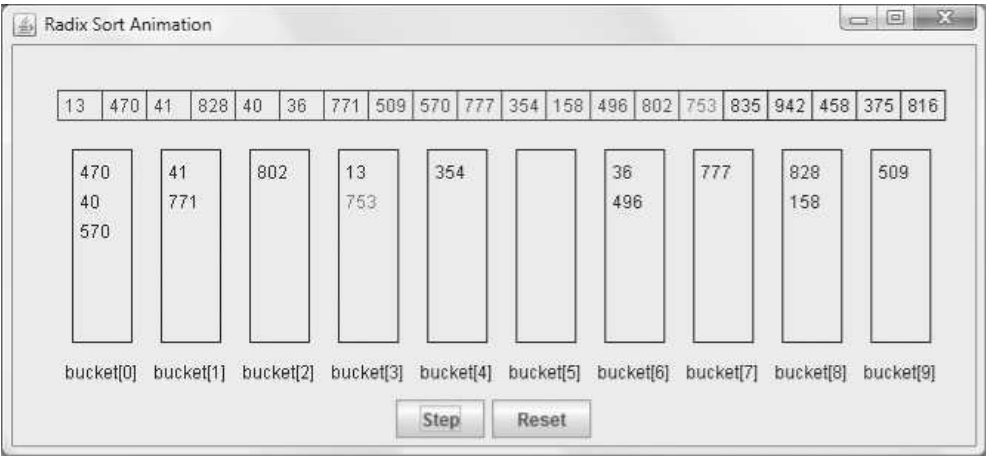 Radix Sort Animation
13 470 41 828 40 36 771 509 570 777 354 158 496 802 753 835 942 458 375 816
470 41 802 13 354 36 777 828 509
40 771 753 496 158
570
bucket[0] bucket[1] bucket[2] bucket[3] bucket[4] bucket[5] bucket[6] bucket[7] bucket[8] bucket[9]
Step Reset